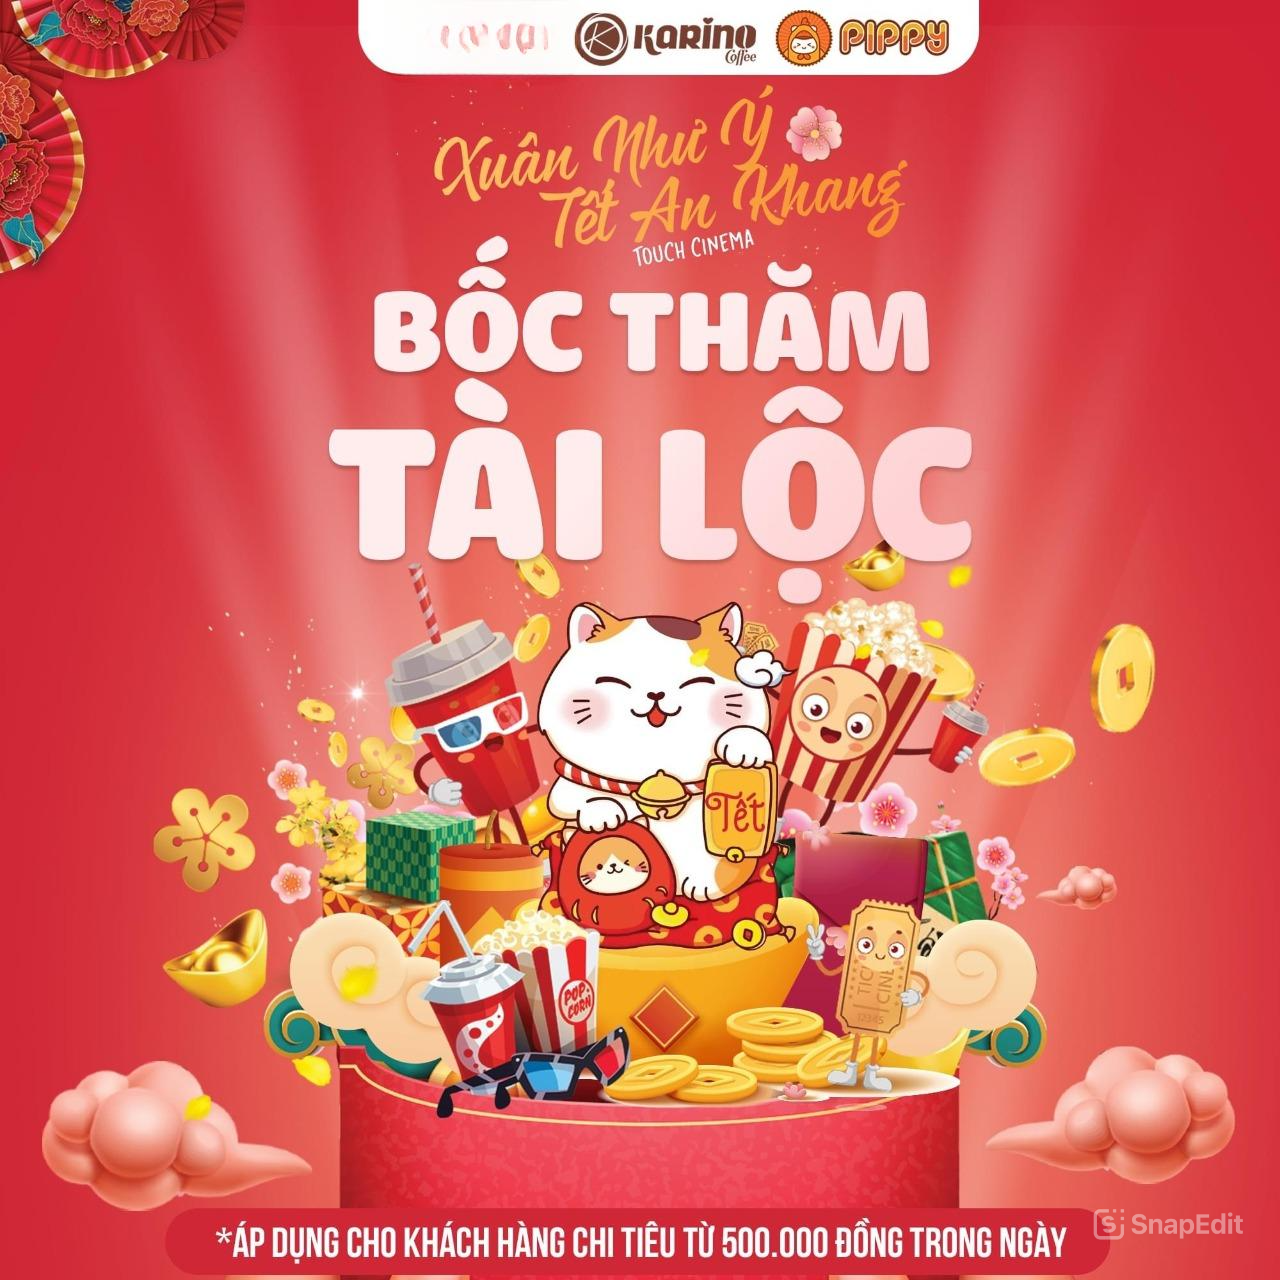 KARINO
Coffee
PIPPY
Xuân Như Ý
Tết An Khang
TOUCH CINEMA
BỐC THĂM
TÀI LỘC
Tết
POP
CORN
12345
*ÁP DỤNG CHO KHÁCH HÀNG CHI TIÊU TỪ 500.000 ĐỒNG TRONG NGÀY
SnapEdit